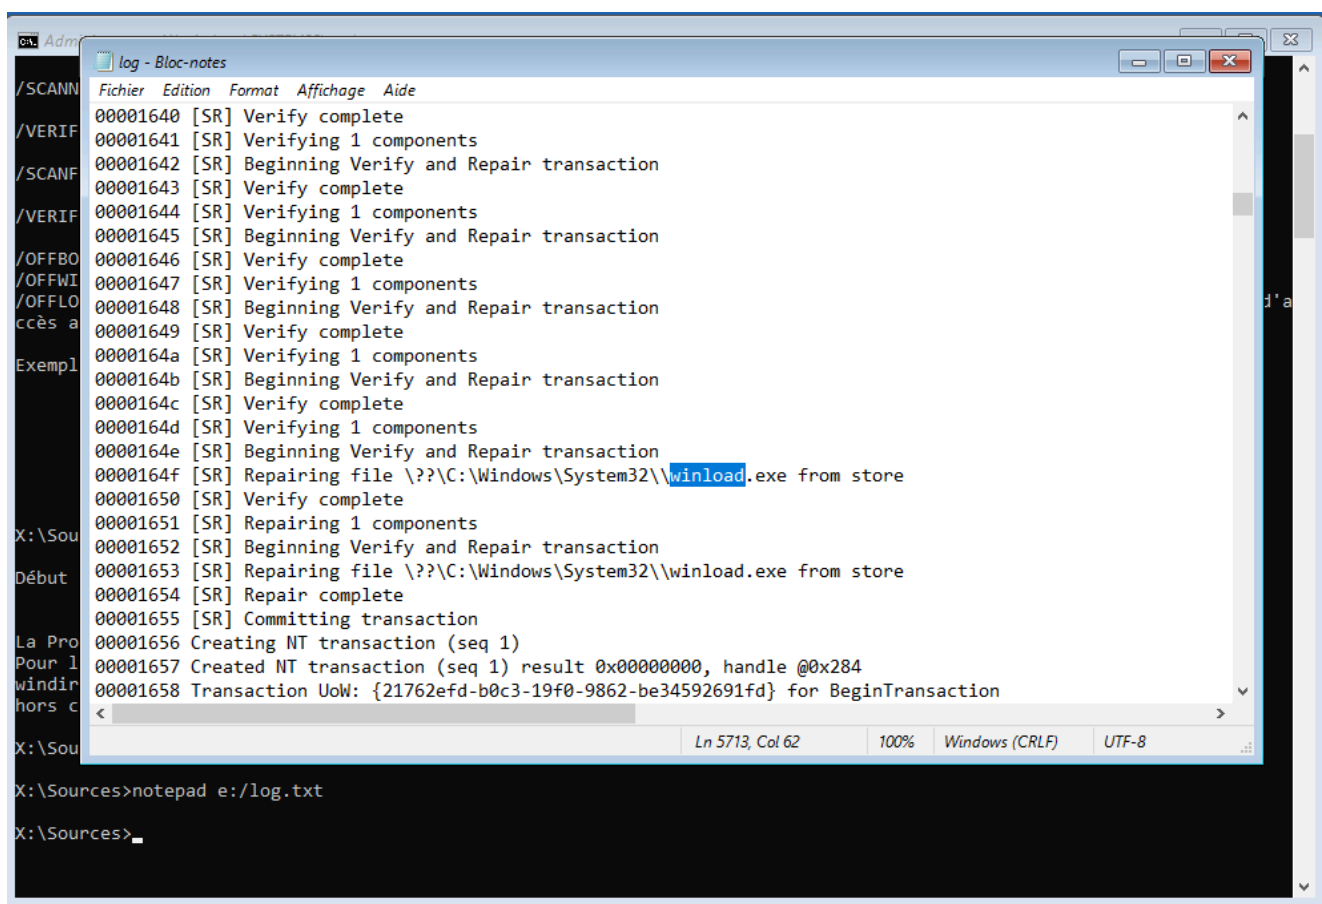 Adm
log - Bloc-notes
Fichier Edition Format Affichage Aide
00001640 [SR] Verify complete
00001641 [SR] Verifying 1 components
00001642 [SR] Beginning Verify and Repair transaction
00001643 [SR] Verify complete
00001644 [SR] Verifying 1 components
00001645 [SR] Beginning Verify and Repair transaction
00001646 [SR] Verify complete
00001647 [SR] Verifying 1 components
00001648 [SR] Beginning Verify and Repair transaction
00001649 [SR] Verify complete
0000164a [SR] Verifying 1 components
0000164b [SR] Beginning Verify and Repair transaction
0000164c [SR] Verify complete
0000164d [SR] Verifying 1 components
0000164e [SR] Beginning Verify and Repair transaction
0000164f [SR] Repairing file \??\C:\Windows\System32\\winload.exe from store
00001650 [SR] Verify complete
00001651 [SR] Repairing 1 components
00001652 [SR] Beginning Verify and Repair transaction
00001653 [SR] Repairing file \??\C:\Windows\System32\\winload.exe from store
00001654 [SR] Repair complete
00001655 [SR] Committing transaction
00001656 Creating NT transaction (seq 1)
00001657 Created NT transaction (seq 1) result 0x00000000, handle @0x284
00001658 Transaction UoW: {21762efd-b0c3-19f0-9862-be34592691fd} for BeginTransaction
Ln 5713, Col 62 100% Windows (CRLF) UTF-8
/SCANN
/VERIF
/SCANF
/VERIF
/OFFBO
/OFFWI
/OFFLO d'a
ccès a
Exempl
X:\Sou
Début
La Pro
Pour l
windir
hors c
X:\Sou
X:\Sources>notepad e:/log.txt
X:\Sources>